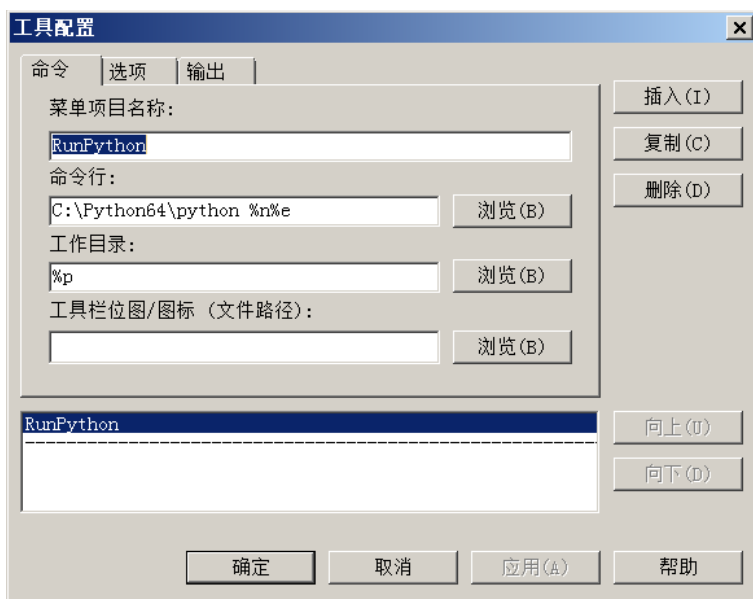 工具配置
命令 选项 输出
菜单项目名称:
RunPython
命令行:
C:\Python64\python %n%e 浏览(B)
工作目录:
%p 浏览(B)
工具栏位图/图标 (文件路径):
浏览(B)
插入(I)
复制(C)
删除(D)
RunPython
向上(U)
向下(D)
确定 取消 应用(A) 帮助